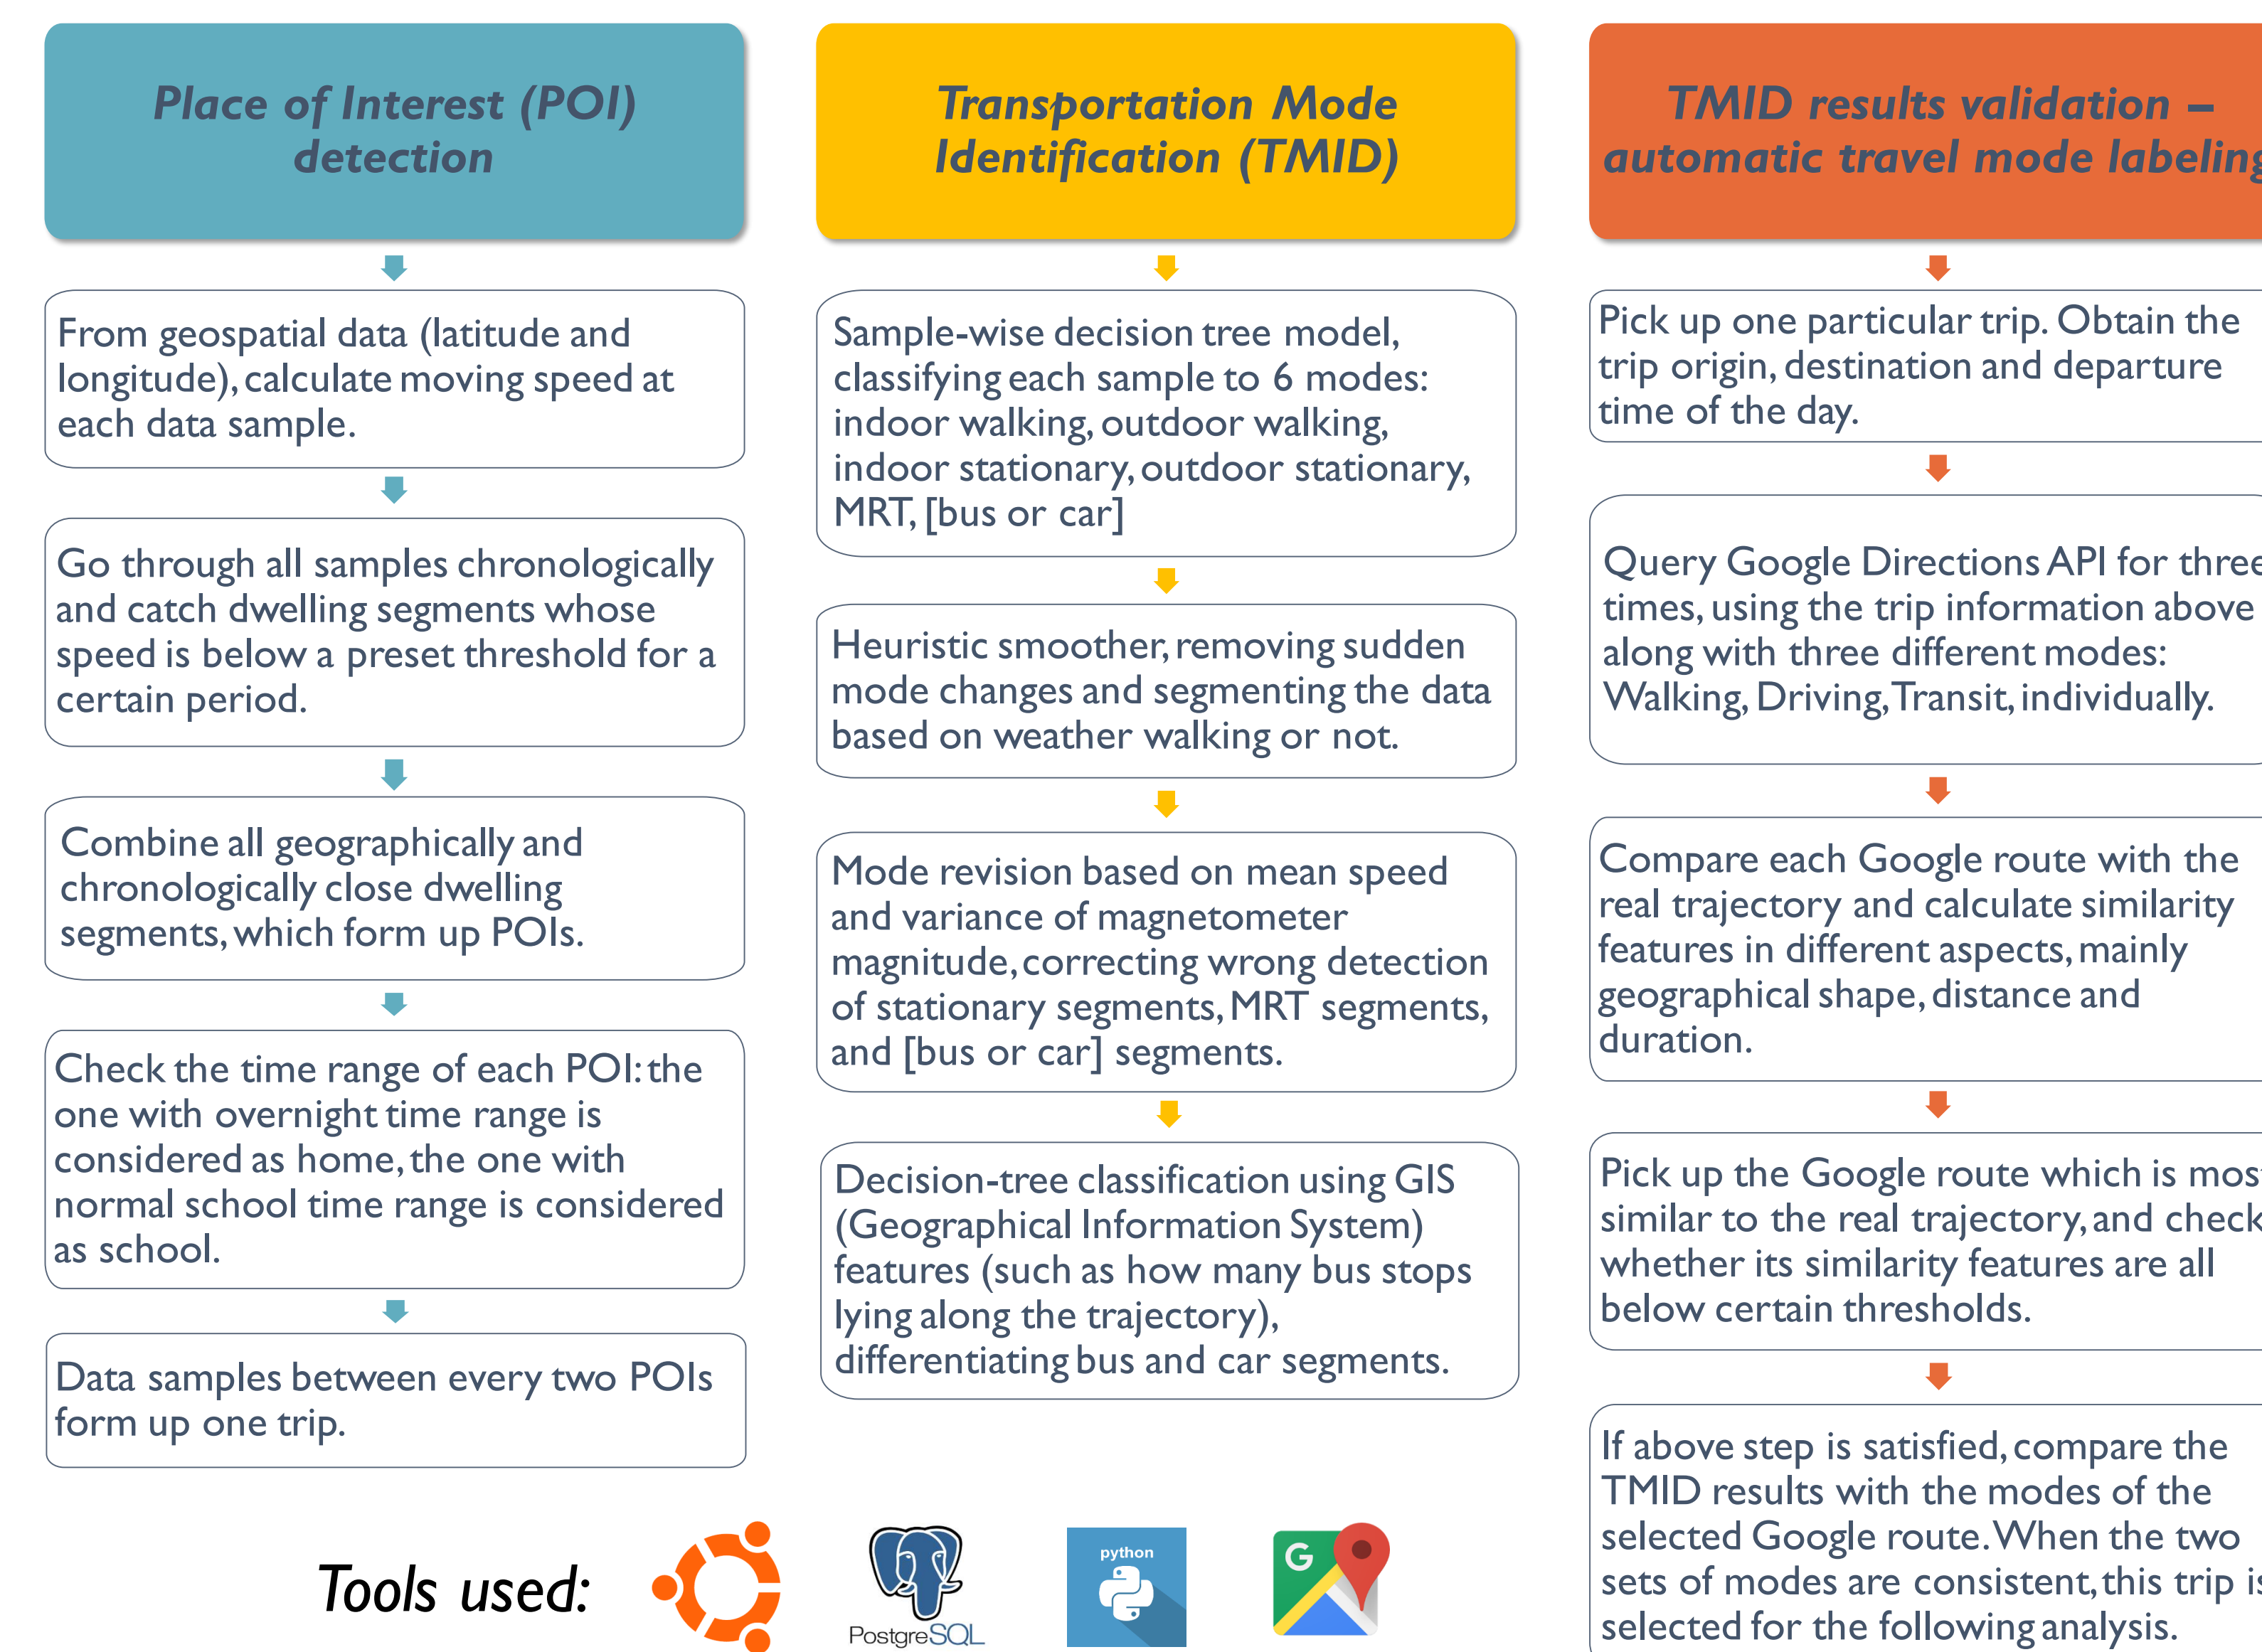 Place of Interest (POI)
detection
From geospatial data (latitude and
longitude), calculate moving speed at
each data sample.
Go through all samples chronologically
and catch dwelling segments whose
speed is below a preset threshold for a
certain period.
Combine all geographically and
chronologically close dwelling
segments, which form up POIs.
Check the time range of each POI: the
one with overnight time range is
considered as home, the one with
normal school time range is considered
as school.
Data samples between every two POIs
form up one trip.
Transportation Mode
Identification (TMID)
Sample-wise decision tree model,
classifying each sample to 6 modes:
indoor walking, outdoor walking,
indoor stationary, outdoor stationary,
MRT, [bus or car]
Heuristic smoother, removing sudden
mode changes and segmenting the data
based on weather walking or not.
Mode revision based on mean speed
and variance of magnetometer
magnitude, correcting wrong detection
of stationary segments, MRT segments,
and [bus or car] segments.
Decision-tree classification using GIS
(Geographical Information System)
features (such as how many bus stops
lying along the trajectory),
differentiating bus and car segments.
TMID results validation –
automatic travel mode labeling
Pick up one particular trip. Obtain the
trip origin, destination and departure
time of the day.
Query Google Directions API for three
times, using the trip information above
along with three different modes:
Walking, Driving, Transit, individually.
Compare each Google route with the
real trajectory and calculate similarity
features in different aspects, mainly
geographical shape, distance and
duration.
Pick up the Google route which is most
similar to the real trajectory, and check
whether its similarity features are all
below certain thresholds.
If above step is satisfied, compare the
TMID results with the modes of the
selected Google route. When the two
sets of modes are consistent, this trip is
selected for the following analysis.
Tools used:
PostgreSQL
python
G